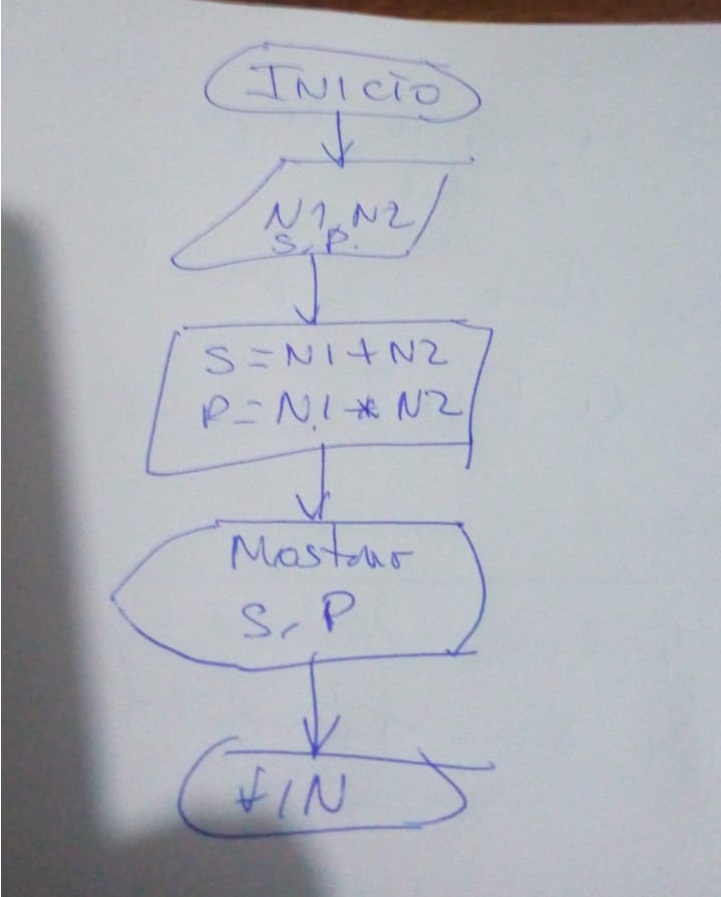 INICIO
N1, N2
S, P.
S=N1+N2
P=N1*N2
Mostrar
S, P
FIN